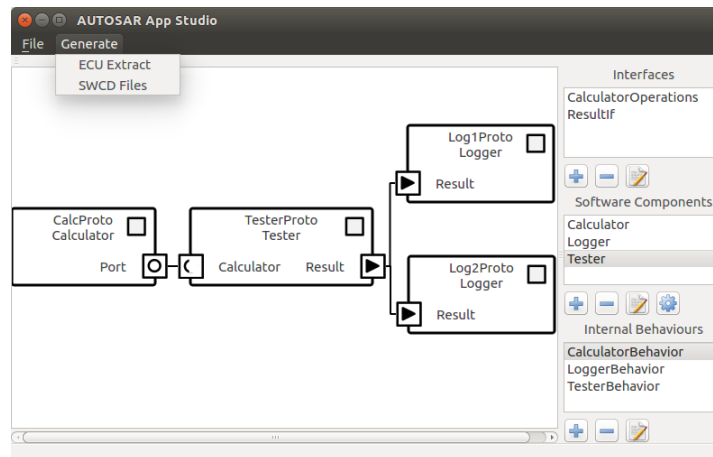 AUTOSAR App Studio
File Generate
ECU Extract
SWCD Files
CalcProto
Calculator
Port
TesterProto
Tester
Calculator Result
Log1Proto
Logger
Result
Log2Proto
Logger
Result
Interfaces
CalculatorOperations
ResultIf
Software Components
Calculator
Logger
Tester
Internal Behaviours
CalculatorBehavior
LoggerBehavior
TesterBehavior